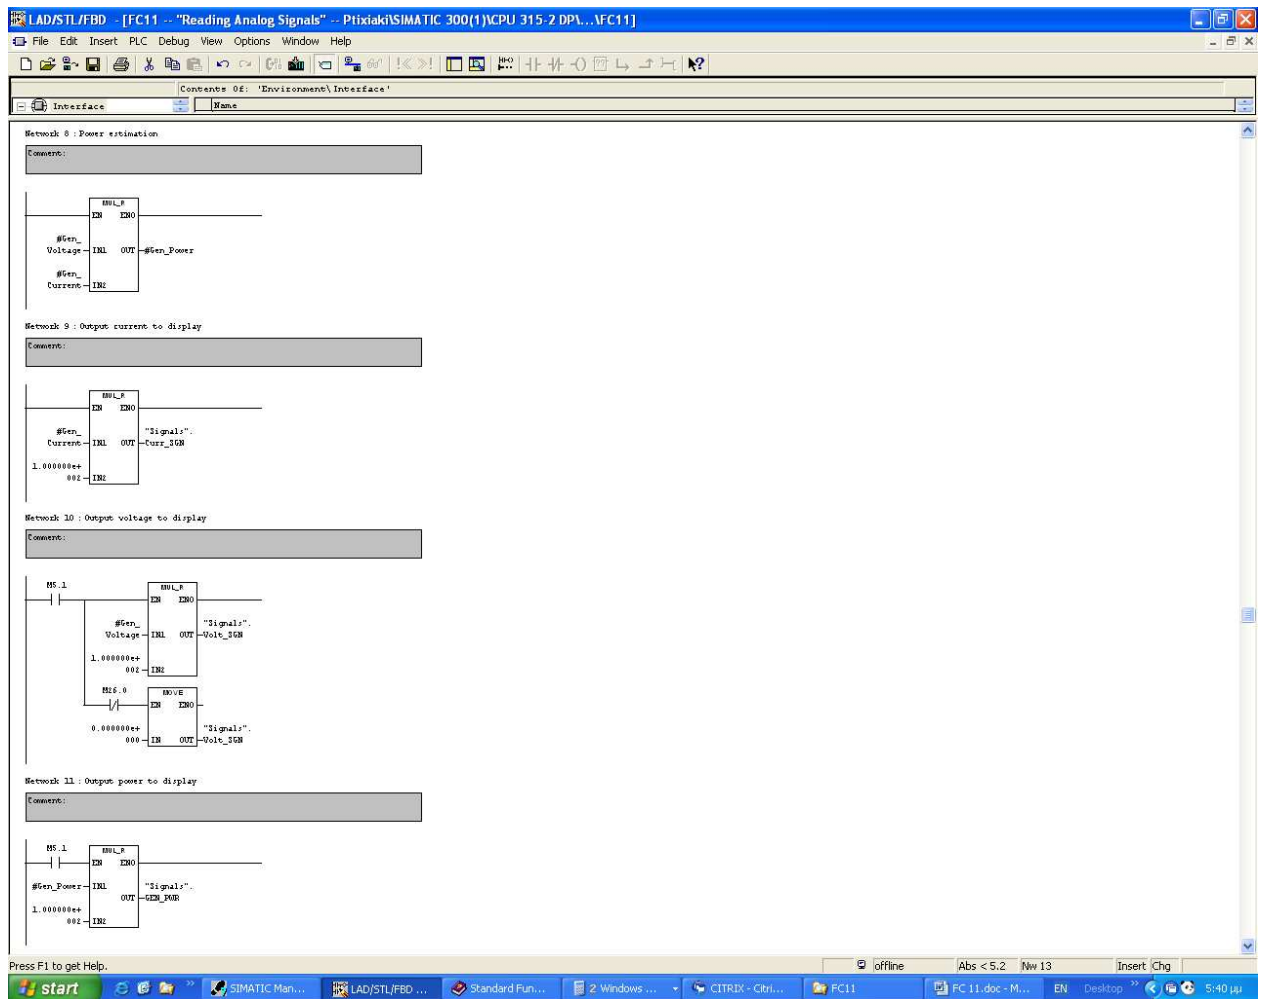 LAD/STL/FBD - [FC11 -- "Reading Analog Signals" -- Ptixiaki\SIMATIC 300(1)\CPU 315-2 DP\...\FC11]
File Edit Insert PLC Debug View Options Window Help
Contents Of: 'Environment\Interface'
Interface
Name
Network 8 : Power estimation
Comment:
MUL_R
EN ENO
#Gen_
Voltage IN1 OUT #Gen_Power
#Gen_
Current IN2
Network 9 : Output current to display
Comment:
MUL_R
EN ENO
#Gen_ "Signals".
Current IN1 OUT Curr_SGN
1.000000e+
002 IN2
Network 10 : Output voltage to display
Comment:
M5.1 MUL_R
EN ENO
#Gen_ "Signals".
Voltage IN1 OUT Volt_SGN
1.000000e+
002 IN2
M26.0 MOVE
EN ENO
0.000000e+ "Signals".
000 IN OUT Volt_SGN
Network 11 : Output power to display
Comment:
M5.1 MUL_R
EN ENO
#Gen_Power IN1 "Signals".
OUT GEN_PWR
1.000000e+
002 IN2
Press F1 to get Help.
offline Abs < 5.2 Nw 13 Insert Chg
start SIMATIC Man... LAD/STL/FBD ... Standard Fun... 2 Windows ... CITRIX - Citri... FC11 FC 11.doc - M... EN Desktop 5:40 μμ